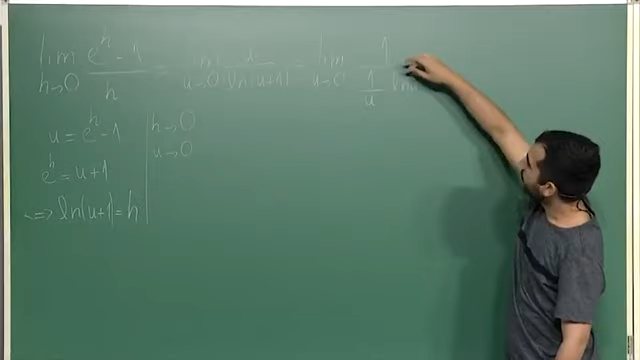 lim h→0 (e^h - 1)/h = lim u→0 u/ln(u+1) = lim u→0 1/((1/u) ln
u = e^h - 1 | h→0
e^h = u+1 | u→0
<=> ln(u+1) = h